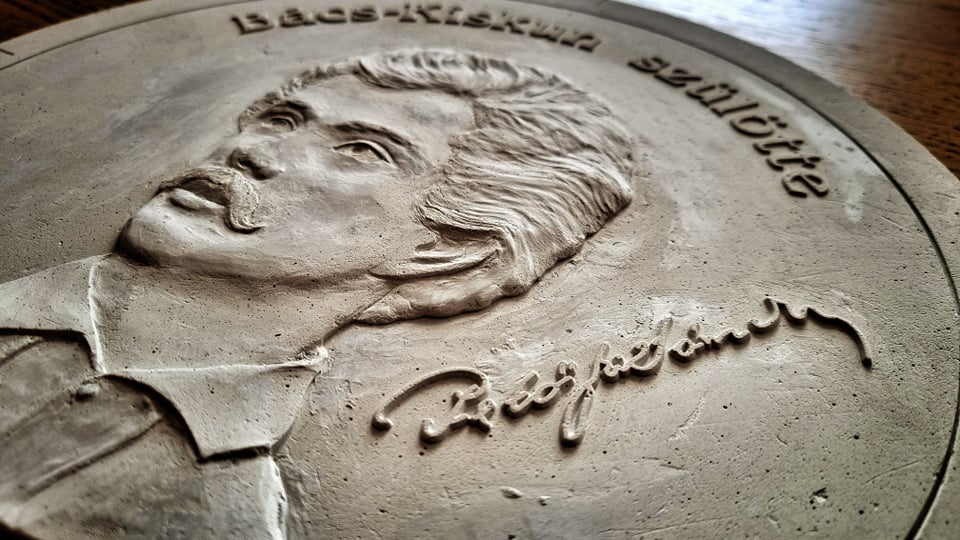 Bács-Kiskun szülötte
Petőfi Sándor